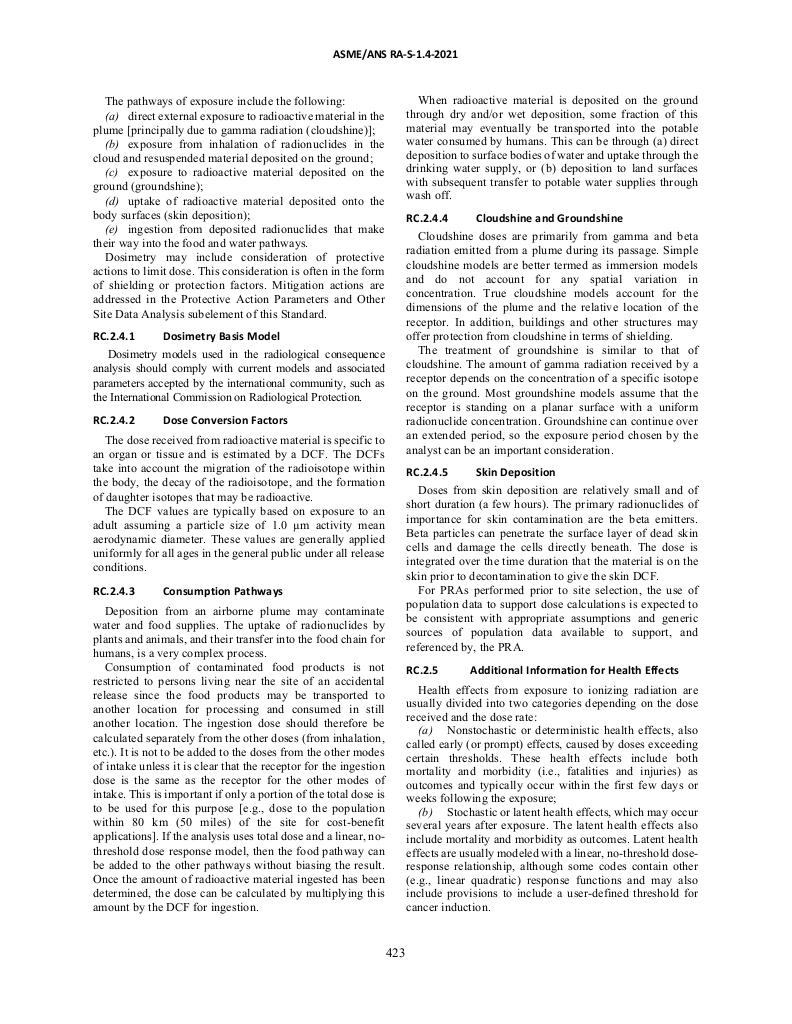 ASME/ANS RA-S-1.4-2021
The pathways of exposure include the following:
(a) direct external exposure to radioactive material in the
plume [principally due to gamma radiation (cloudshine)];
(b) exposure from inhalation of radionuclides in the
cloud and resuspended material deposited on the ground;
(c) exposure to radioactive material deposited on the
ground (groundshine);
(d) uptake of radioactive material deposited onto the
body surfaces (skin deposition);
(e) ingestion from deposited radionuclides that make
their way into the food and water pathways.
Dosimetry may include consideration of protective
actions to limit dose. This consideration is often in the form
of shielding or protection factors. Mitigation actions are
addressed in the Protective Action Parameters and Other
Site Data Analysis subelement of this Standard.
RC.2.4.1 Dosimetry Basis Model
Dosimetry models used in the radiological consequence
analysis should comply with current models and associated
parameters accepted by the international community, such as
the International Commission on Radiological Protection.
RC.2.4.2 Dose Conversion Factors
The dose received from radioactive material is specific to
an organ or tissue and is estimated by a DCF. The DCFs
take into account the migration of the radioisotope within
the body, the decay of the radioisotope, and the formation
of daughter isotopes that may be radioactive.
The DCF values are typically based on exposure to an
adult assuming a particle size of 1.0 μm activity mean
aerodynamic diameter. These values are generally applied
uniformly for all ages in the general public under all release
conditions.
RC.2.4.3 Consumption Pathways
Deposition from an airborne plume may contaminate
water and food supplies. The uptake of radionuclides by
plants and animals, and their transfer into the food chain for
humans, is a very complex process.
Consumption of contaminated food products is not
restricted to persons living near the site of an accidental
release since the food products may be transported to
another location for processing and consumed in still
another location. The ingestion dose should therefore be
calculated separately from the other doses (from inhalation,
etc.). It is not to be added to the doses from the other modes
of intake unless it is clear that the receptor for the ingestion
dose is the same as the receptor for the other modes of
intake. This is important if only a portion of the total dose is
to be used for this purpose [e.g., dose to the population
within 80 km (50 miles) of the site for cost-benefit
applications]. If the analysis uses total dose and a linear, no-
threshold dose response model, then the food pathway can
be added to the other pathways without biasing the result.
Once the amount of radioactive material ingested has been
determined, the dose can be calculated by multiplying this
amount by the DCF for ingestion.
When radioactive material is deposited on the ground
through dry and/or wet deposition, some fraction of this
material may eventually be transported into the potable
water consumed by humans. This can be through (a) direct
deposition to surface bodies of water and uptake through the
drinking water supply, or (b) deposition to land surfaces
with subsequent transfer to potable water supplies through
wash off.
RC.2.4.4 Cloudshine and Groundshine
Cloudshine doses are primarily from gamma and beta
radiation emitted from a plume during its passage. Simple
cloudshine models are better termed as immersion models
and do not account for any spatial variation in
concentration. True cloudshine models account for the
dimensions of the plume and the relative location of the
receptor. In addition, buildings and other structures may
offer protection from cloudshine in terms of shielding.
The treatment of groundshine is similar to that of
cloudshine. The amount of gamma radiation received by a
receptor depends on the concentration of a specific isotope
on the ground. Most groundshine models assume that the
receptor is standing on a planar surface with a uniform
radionuclide concentration. Groundshine can continue over
an extended period, so the exposure period chosen by the
analyst can be an important consideration.
RC.2.4.5 Skin Deposition
Doses from skin deposition are relatively small and of
short duration (a few hours). The primary radionuclides of
importance for skin contamination are the beta emitters.
Beta particles can penetrate the surface layer of dead skin
cells and damage the cells directly beneath. The dose is
integrated over the time duration that the material is on the
skin prior to decontamination to give the skin DCF.
For PRAs performed prior to site selection, the use of
population data to support dose calculations is expected to
be consistent with appropriate assumptions and generic
sources of population data available to support, and
referenced by, the PRA.
RC.2.5 Additional Information for Health Effects
Health effects from exposure to ionizing radiation are
usually divided into two categories depending on the dose
received and the dose rate:
(a) Nonstochastic or deterministic health effects, also
called early (or prompt) effects, caused by doses exceeding
certain thresholds. These health effects include both
mortality and morbidity (i.e., fatalities and injuries) as
outcomes and typically occur within the first few days or
weeks following the exposure;
(b) Stochastic or latent health effects, which may occur
several years after exposure. The latent health effects also
include mortality and morbidity as outcomes. Latent health
effects are usually modeled with a linear, no-threshold dose-
response relationship, although some codes contain other
(e.g., linear quadratic) response functions and may also
include provisions to include a user-defined threshold for
cancer induction.
423